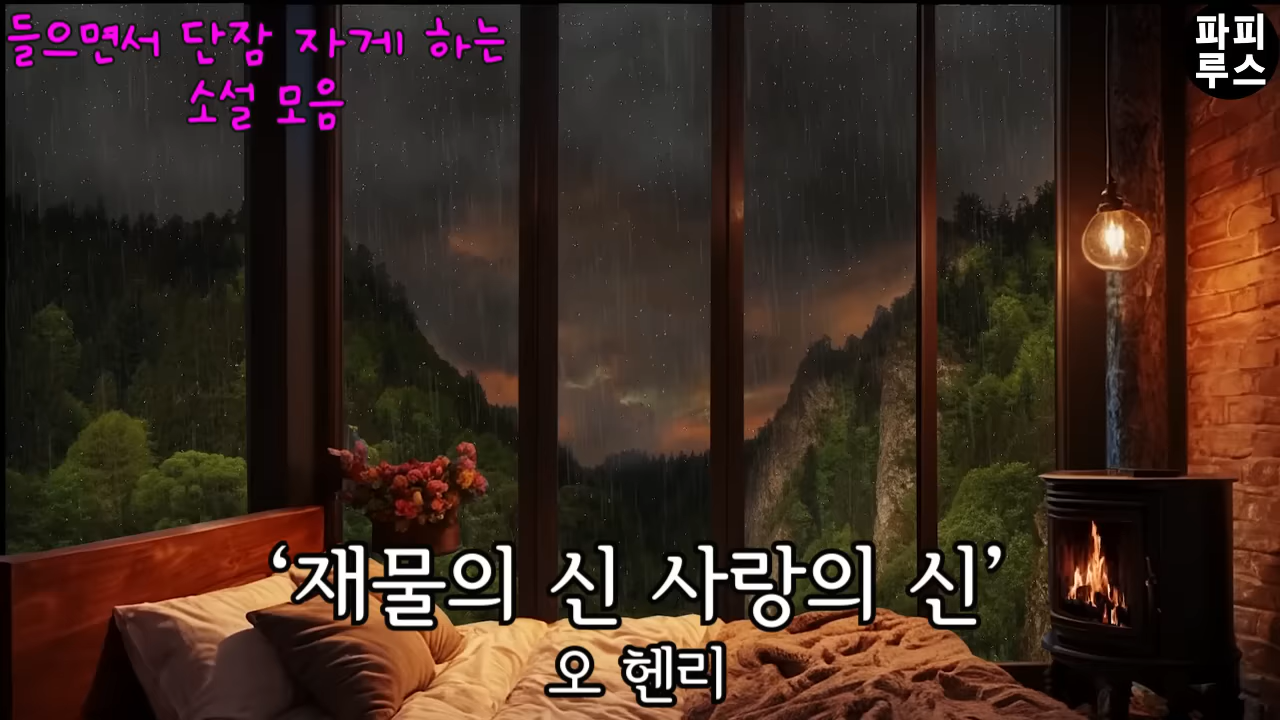 들으면서 단잠 자게 하는
소설 모음
파피
루스
‘재물의 신 사랑의 신’
오 헨리